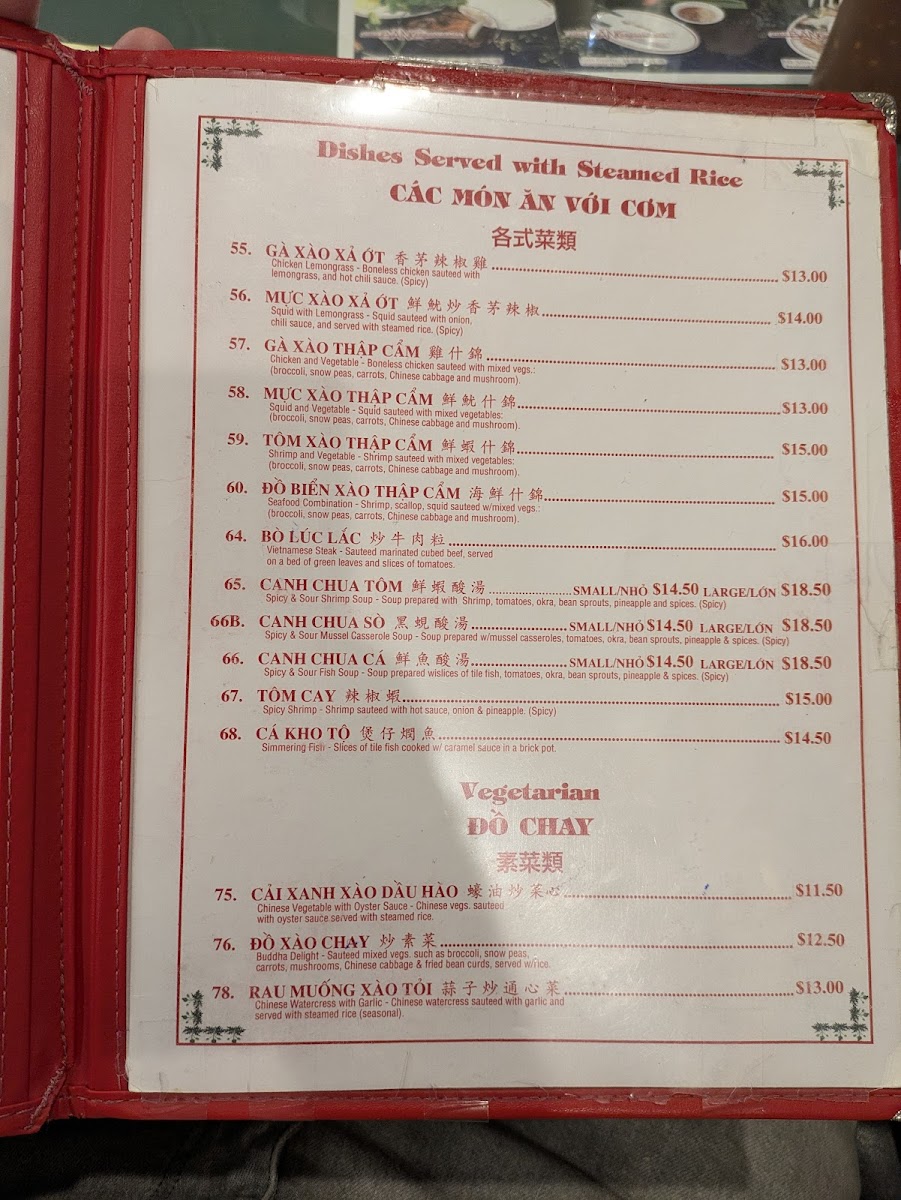 Dishes Served with Steamed Rice
CÁC MÓN ĂN VỚI CƠM
各式菜類
55. GÀ XÀO XẢ ỚT 香茅辣椒雞 $13.00
Chicken Lemongrass - Boneless chicken sauteed with
lemongrass, and hot chili sauce. (Spicy)
56. MỰC XÀO XẢ ỚT 鮮魷炒香茅辣椒 $14.00
Squid with Lemongrass - Squid sauteed with onion,
chili sauce, and served with steamed rice. (Spicy)
57. GÀ XÀO THẬP CẨM 雞什錦 $13.00
Chicken and Vegetable - Boneless chicken sauteed with mixed vegs.:
(broccoli, snow peas, carrots, Chinese cabbage and mushroom).
58. MỰC XÀO THẬP CẨM 鮮魷什錦 $13.00
Squid and Vegetable - Squid sauteed with mixed vegetables:
(broccoli, snow peas, carrots, Chinese cabbage and mushroom).
59. TÔM XÀO THẬP CẨM 鮮蝦什錦 $15.00
Shrimp and Vegetable - Shrimp sauteed with mixed vegetables:
(broccoli, snow peas, carrots, Chinese cabbage and mushroom).
60. ĐỒ BIỂN XÀO THẬP CẨM 海鮮什錦 $15.00
Seafood Combination - Shrimp, scallop, squid sauteed w/mixed vegs.:
(broccoli, snow peas, carrots, Chinese cabbage and mushroom).
64. BÒ LÚC LẮC 炒牛肉粒 $16.00
Vietnamese Steak - Sauteed marinated cubed beef, served
on a bed of green leaves and slices of tomatoes.
65. CANH CHUA TÔM 鮮蝦酸湯 SMALL/NHỎ $14.50 LARGE/LỚN $18.50
Spicy & Sour Shrimp Soup - Soup prepared with Shrimp, tomatoes, okra, bean sprouts, pineapple and spices. (Spicy)
66B. CANH CHUA SÒ 黑蜆酸湯 SMALL/NHỎ $14.50 LARGE/LỚN $18.50
Spicy & Sour Mussel Casserole Soup - Soup prepared w/mussel casseroles, tomatoes, okra, bean sprouts, pineapple & spices. (Spicy)
66. CANH CHUA CÁ 鮮魚酸湯 SMALL/NHỎ $14.50 LARGE/LỚN $18.50
Spicy & Sour Fish Soup - Soup prepared w/slices of tile fish, tomatoes, okra, bean sprouts, pineapple & spices. (Spicy)
67. TÔM CAY 辣椒蝦 $15.00
Spicy Shrimp - Shrimp sauteed with hot sauce, onion & pineapple. (Spicy)
68. CÁ KHO TỘ 煲仔燜魚 $14.50
Simmering Fish - Slices of tile fish cooked w/ caramel sauce in a brick pot.
Vegetarian
ĐỒ CHAY
素菜類
75. CẢI XANH XÀO DẦU HÀO 蠔油炒菜心 $11.50
Chinese Vegetable with Oyster Sauce - Chinese vegs. sauteed
with oyster sauce served with steamed rice.
76. ĐỒ XÀO CHAY 炒素菜 $12.50
Buddha Delight - Sauteed mixed vegs. such as broccoli, snow peas,
carrots, mushrooms, Chinese cabbage & fried bean curds, served w/rice.
78. RAU MUỐNG XÀO TỎI 蒜子炒通心菜 $13.00
Chinese Watercress with Garlic - Chinese watercress sauteed with garlic and
served with steamed rice (seasonal).